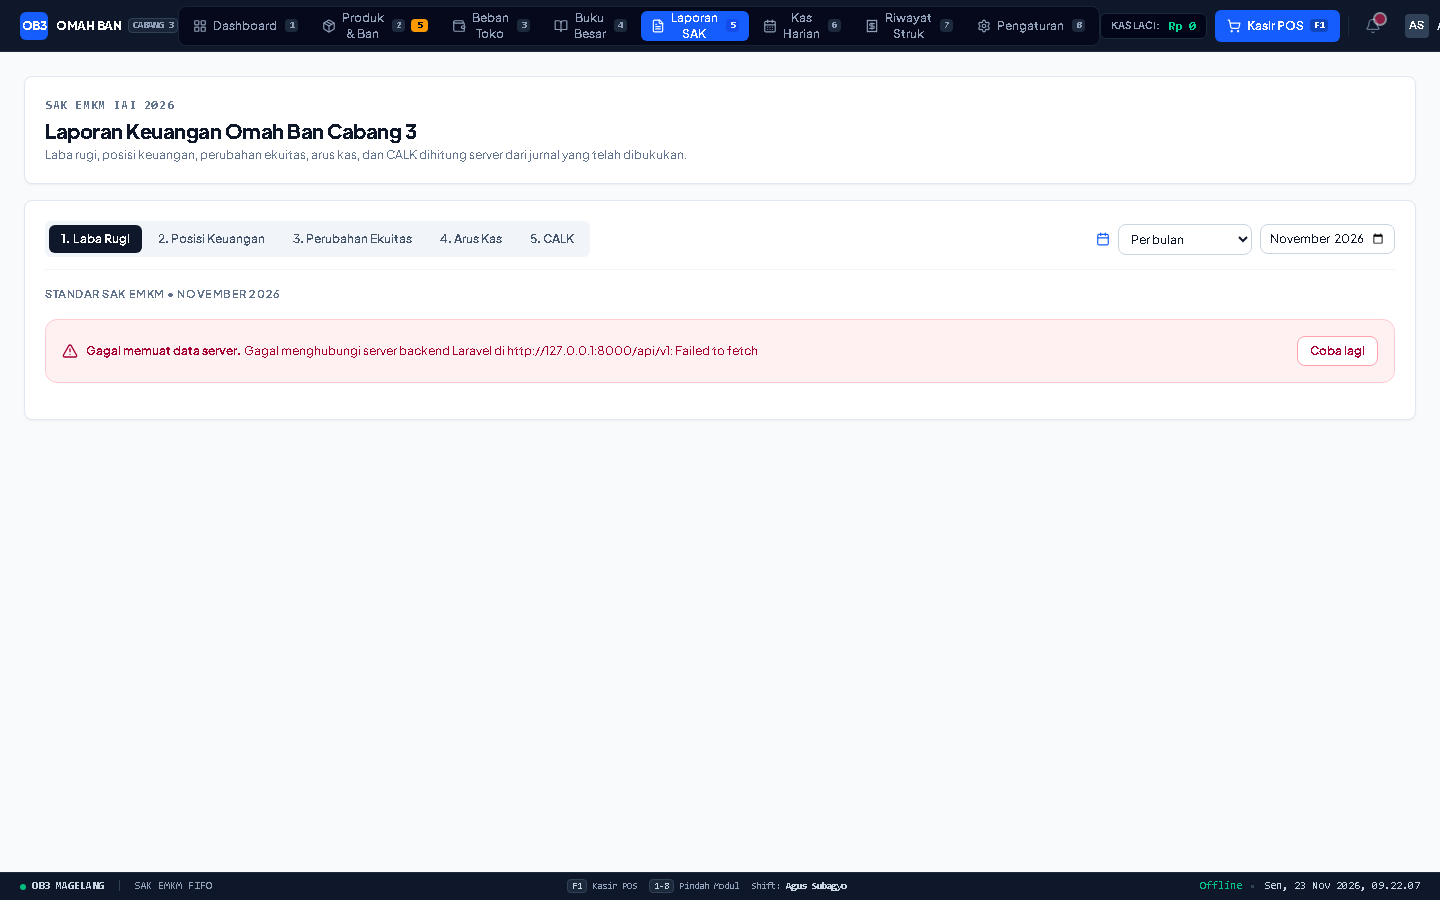 OB3 OMAH BAN CABANG 3 Dashboard 1 Produk & Ban 2 5 Beban Toko 3 Buku Besar 4 Laporan SAK 5 Kas Harian 6 Riwayat Struk 7 Pengaturan 8 KAS LACI: Rp 0 Kasir POS F1 AS
SAK EMKM IAI 2026
Laporan Keuangan Omah Ban Cabang 3
Laba rugi, posisi keuangan, perubahan ekuitas, arus kas, dan CALK dihitung server dari jurnal yang telah dibukukan.
1. Laba Rugi 2. Posisi Keuangan 3. Perubahan Ekuitas 4. Arus Kas 5. CALK Per bulan November 2026
STANDAR SAK EMKM • NOVEMBER 2026
Gagal memuat data server. Gagal menghubungi server backend Laravel di http://127.0.0.1:8000/api/v1: Failed to fetch Coba lagi
OB3 MAGELANG SAK EMKM FIFO F1 Kasir POS 1-8 Pindah Modul Shift: Agus Subagyo Offline • Sen, 23 Nov 2026, 09.22.07